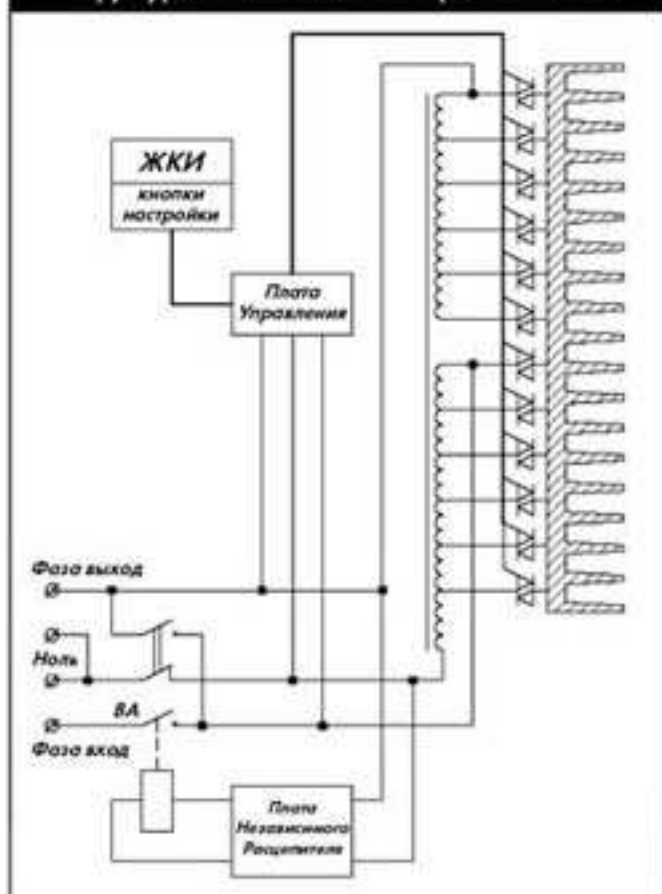 ЖКИ
кнопки
настройки
Плата
Управления
Фаза выход
Ноль
ВА
Фаза вход
Плата
Независимого
Расцепителя